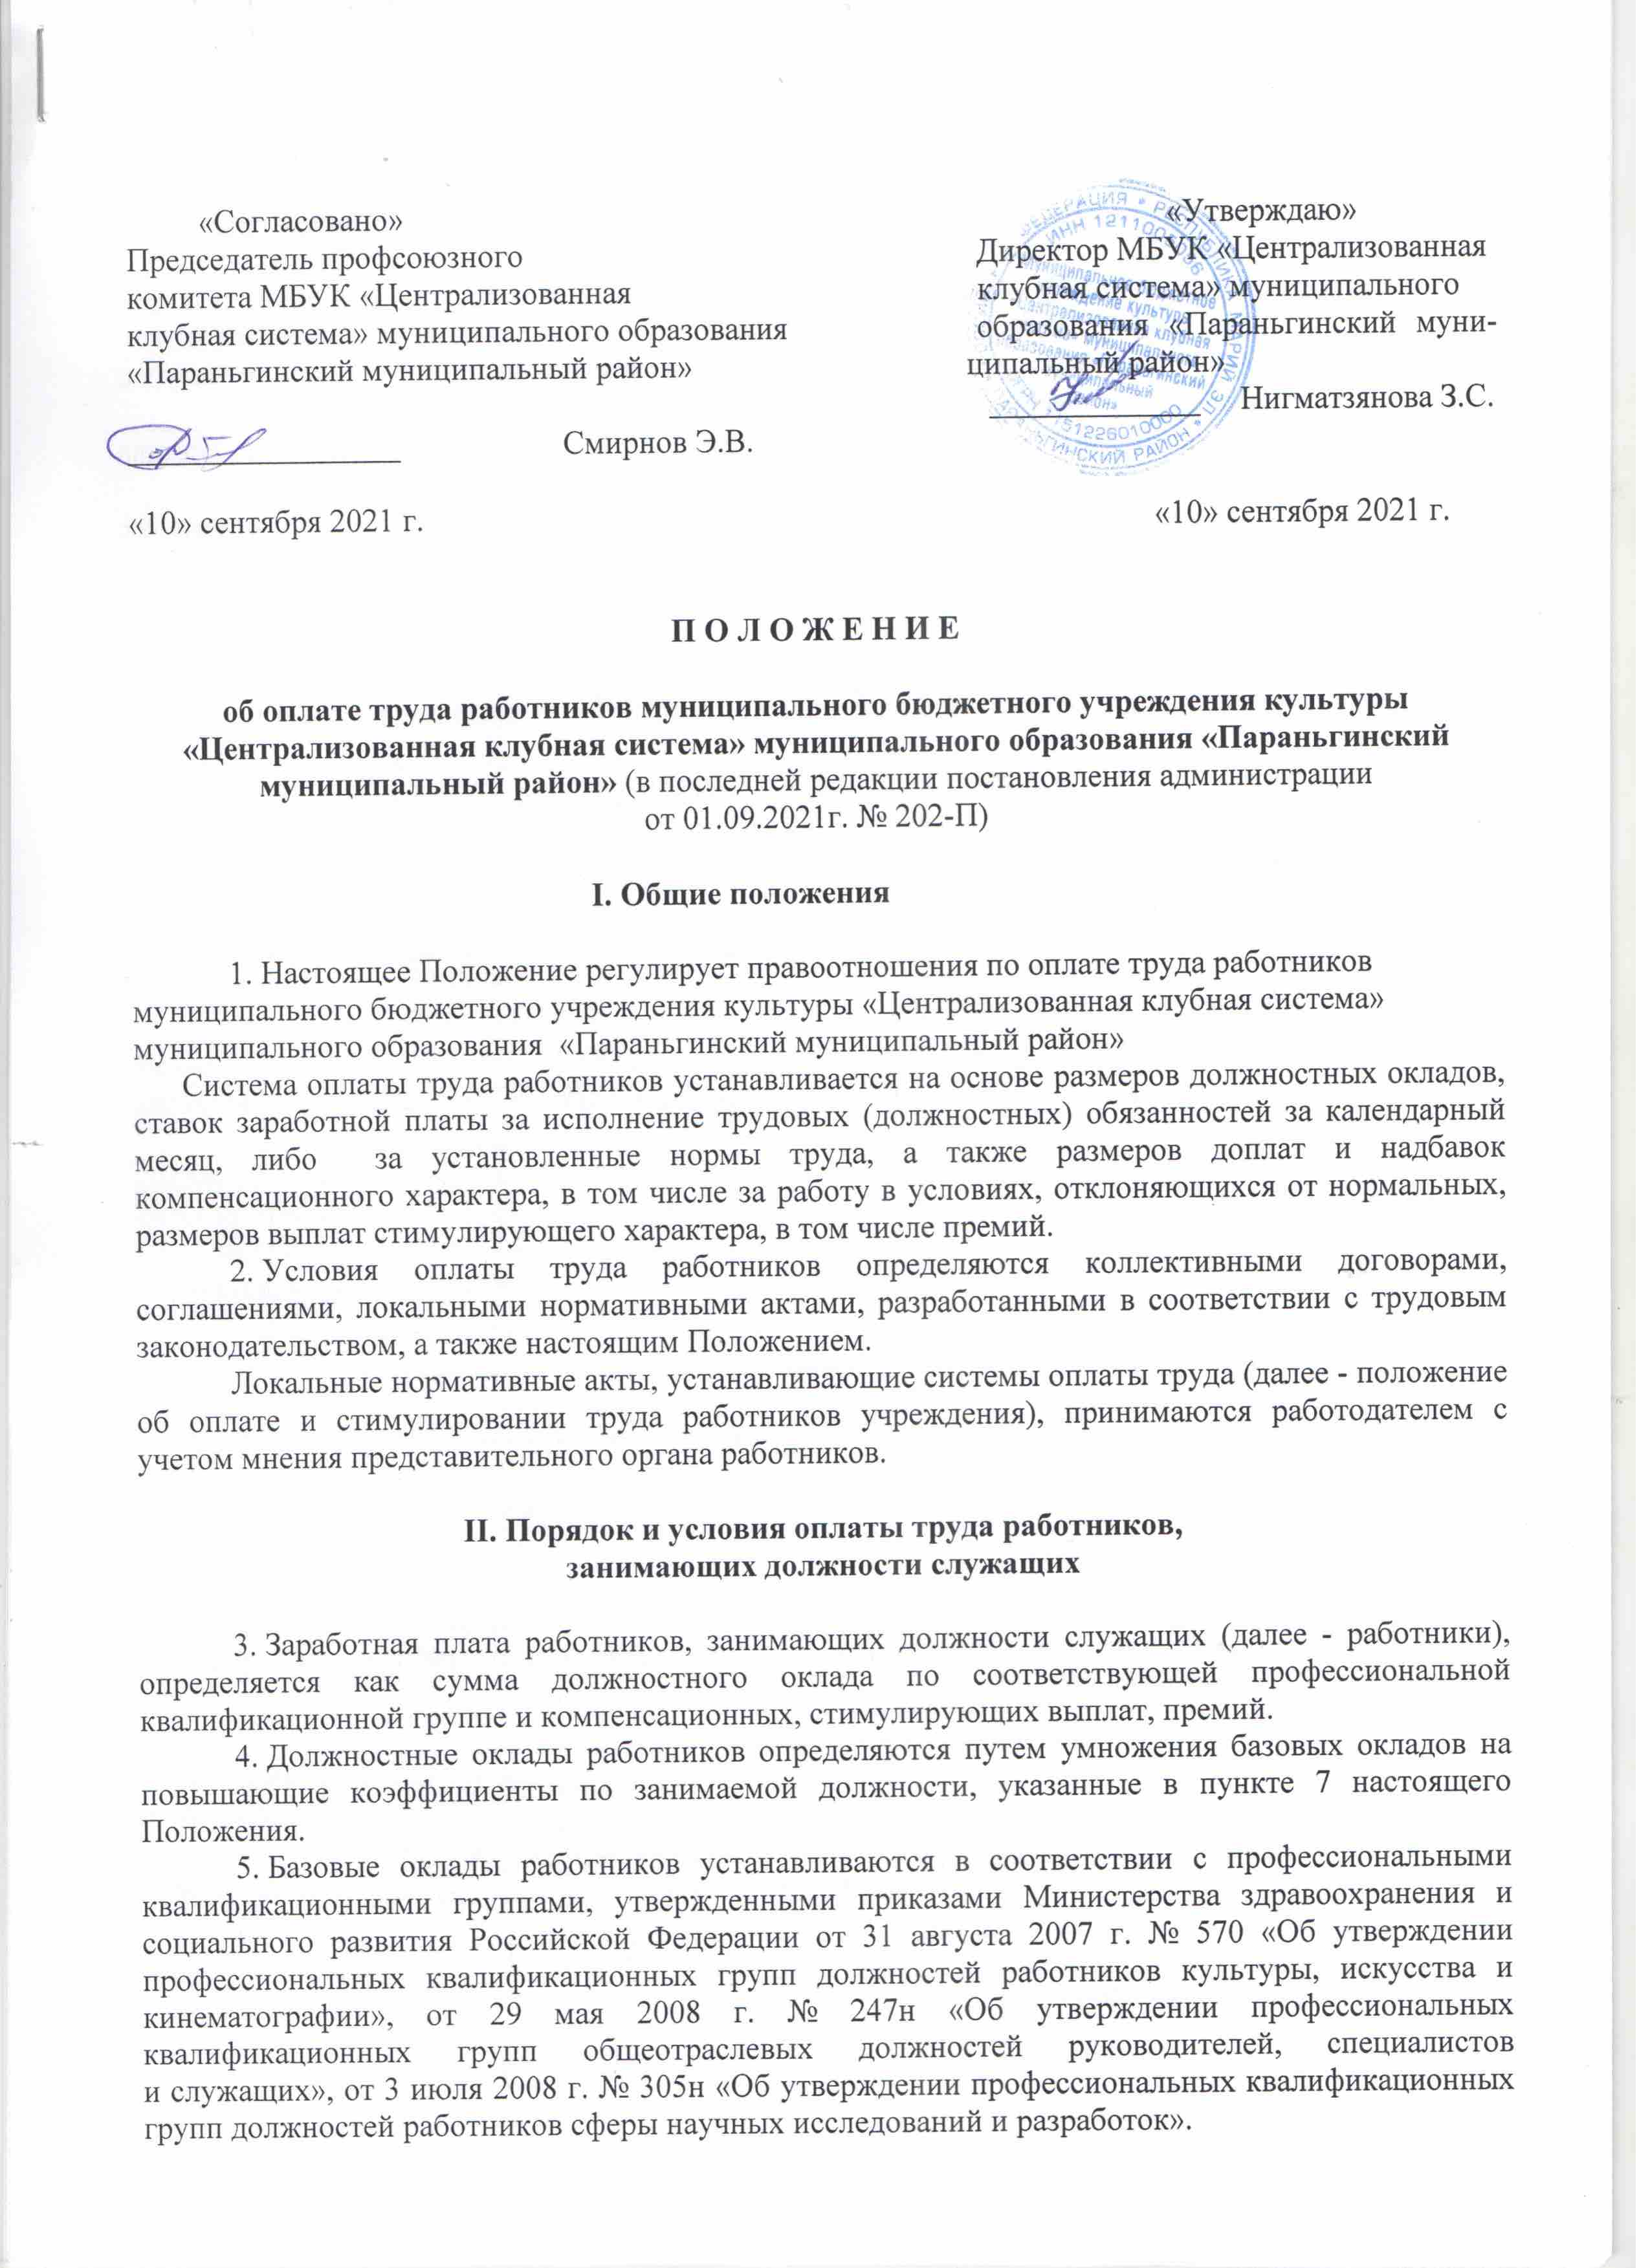 «Согласовано»
Председатель профсоюзного
комитета МБУК «Централизованная
клубная система» муниципального образования
«Параньгинский муниципальный район»
Смирнов Э.В.
«10» сентября 2021 г.
«Утверждаю»
Директор МБУК «Централизованная
клубная система» муниципального
образования «Параньгинский муни-
ципальный район»
Нигматзянова З.С.
«10» сентября 2021 г.
П О Л О Ж Е Н И Е
об оплате труда работников муниципального бюджетного учреждения культуры
«Централизованная клубная система» муниципального образования «Параньгинский
муниципальный район» (в последней редакции постановления администрации
от 01.09.2021г. № 202-П)
I. Общие положения
1. Настоящее Положение регулирует правоотношения по оплате труда работников
муниципального бюджетного учреждения культуры «Централизованная клубная система»
муниципального образования «Параньгинский муниципальный район»
Система оплаты труда работников устанавливается на основе размеров должностных окладов,
ставок заработной платы за исполнение трудовых (должностных) обязанностей за календарный
месяц, либо за установленные нормы труда, а также размеров доплат и надбавок
компенсационного характера, в том числе за работу в условиях, отклоняющихся от нормальных,
размеров выплат стимулирующего характера, в том числе премий.
2. Условия оплаты труда работников определяются коллективными договорами,
соглашениями, локальными нормативными актами, разработанными в соответствии с трудовым
законодательством, а также настоящим Положением.
Локальные нормативные акты, устанавливающие системы оплаты труда (далее - положение
об оплате и стимулировании труда работников учреждения), принимаются работодателем с
учетом мнения представительного органа работников.
II. Порядок и условия оплаты труда работников,
занимающих должности служащих
3. Заработная плата работников, занимающих должности служащих (далее - работники),
определяется как сумма должностного оклада по соответствующей профессиональной
квалификационной группе и компенсационных, стимулирующих выплат, премий.
4. Должностные оклады работников определяются путем умножения базовых окладов на
повышающие коэффициенты по занимаемой должности, указанные в пункте 7 настоящего
Положения.
5. Базовые оклады работников устанавливаются в соответствии с профессиональными
квалификационными группами, утвержденными приказами Министерства здравоохранения и
социального развития Российской Федерации от 31 августа 2007 г. № 570 «Об утверждении
профессиональных квалификационных групп должностей работников культуры, искусства и
кинематографии», от 29 мая 2008 г. № 247н «Об утверждении профессиональных
квалификационных групп общеотраслевых должностей руководителей, специалистов
и служащих», от 3 июля 2008 г. № 305н «Об утверждении профессиональных квалификационных
групп должностей работников сферы научных исследований и разработок».